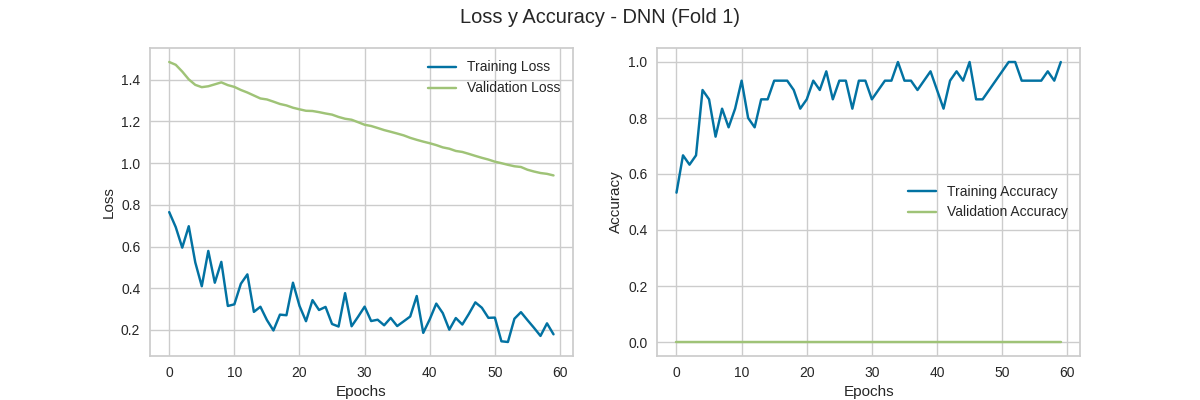 Loss y Accuracy - DNN (Fold 1)
Training Loss
Validation Loss
1.4
1.2
1.0
0.8
0.6
0.4
0.2
Loss
0 10 20 30 40 50 60
Epochs
1.0
0.8
0.6
0.4
0.2
0.0
Accuracy
Training Accuracy
Validation Accuracy
0 10 20 30 40 50 60
Epochs